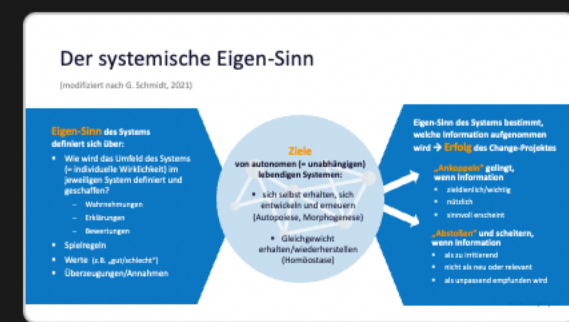 Der systemische Eigen-Sinn
(modifiziert nach G. Schmidt, 2021)
Eigen-Sinn des Systems
definiert sich über:
• Wie wird das Umfeld des Systems
(= individuelle Wirklichkeit) im
jeweiligen System definiert und
geschaffen?
– Wahrnehmungen
– Erklärungen
– Bewertungen
• Spielregeln
• Werte (z.B. „gut/schlecht“)
• Überzeugungen/Annahmen
Ziele
von autonomen (= unabhängigen)
lebendigen Systemen:
• sich selbst erhalten, sich
entwickeln und erneuern
(Autopoiese, Morphogenese)
• Gleichgewicht
erhalten/wiederherstellen
(Homöostase)
Eigen-Sinn des Systems bestimmt,
welche Information aufgenommen
wird → Erfolg des Change-Projektes
„Ankoppeln“ gelingt,
wenn Information
• zieldienlich/wichtig
• nützlich
• sinnvoll erscheint
„Abstoßen“ und scheitern,
wenn Information
• als zu irritierend
• nicht als neu oder relevant
• als unpassend empfunden wird